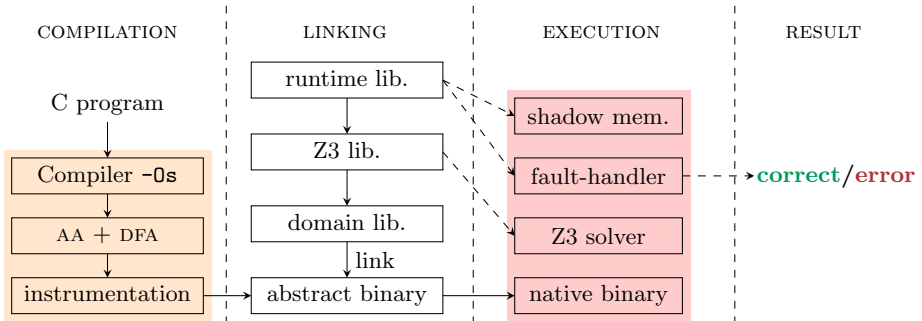 COMPILATION
LINKING
EXECUTION
RESULT
C program
Compiler -Os
AA + DFA
instrumentation
runtime lib.
Z3 lib.
domain lib.
link
abstract binary
shadow mem.
fault-handler
Z3 solver
native binary
correct/error